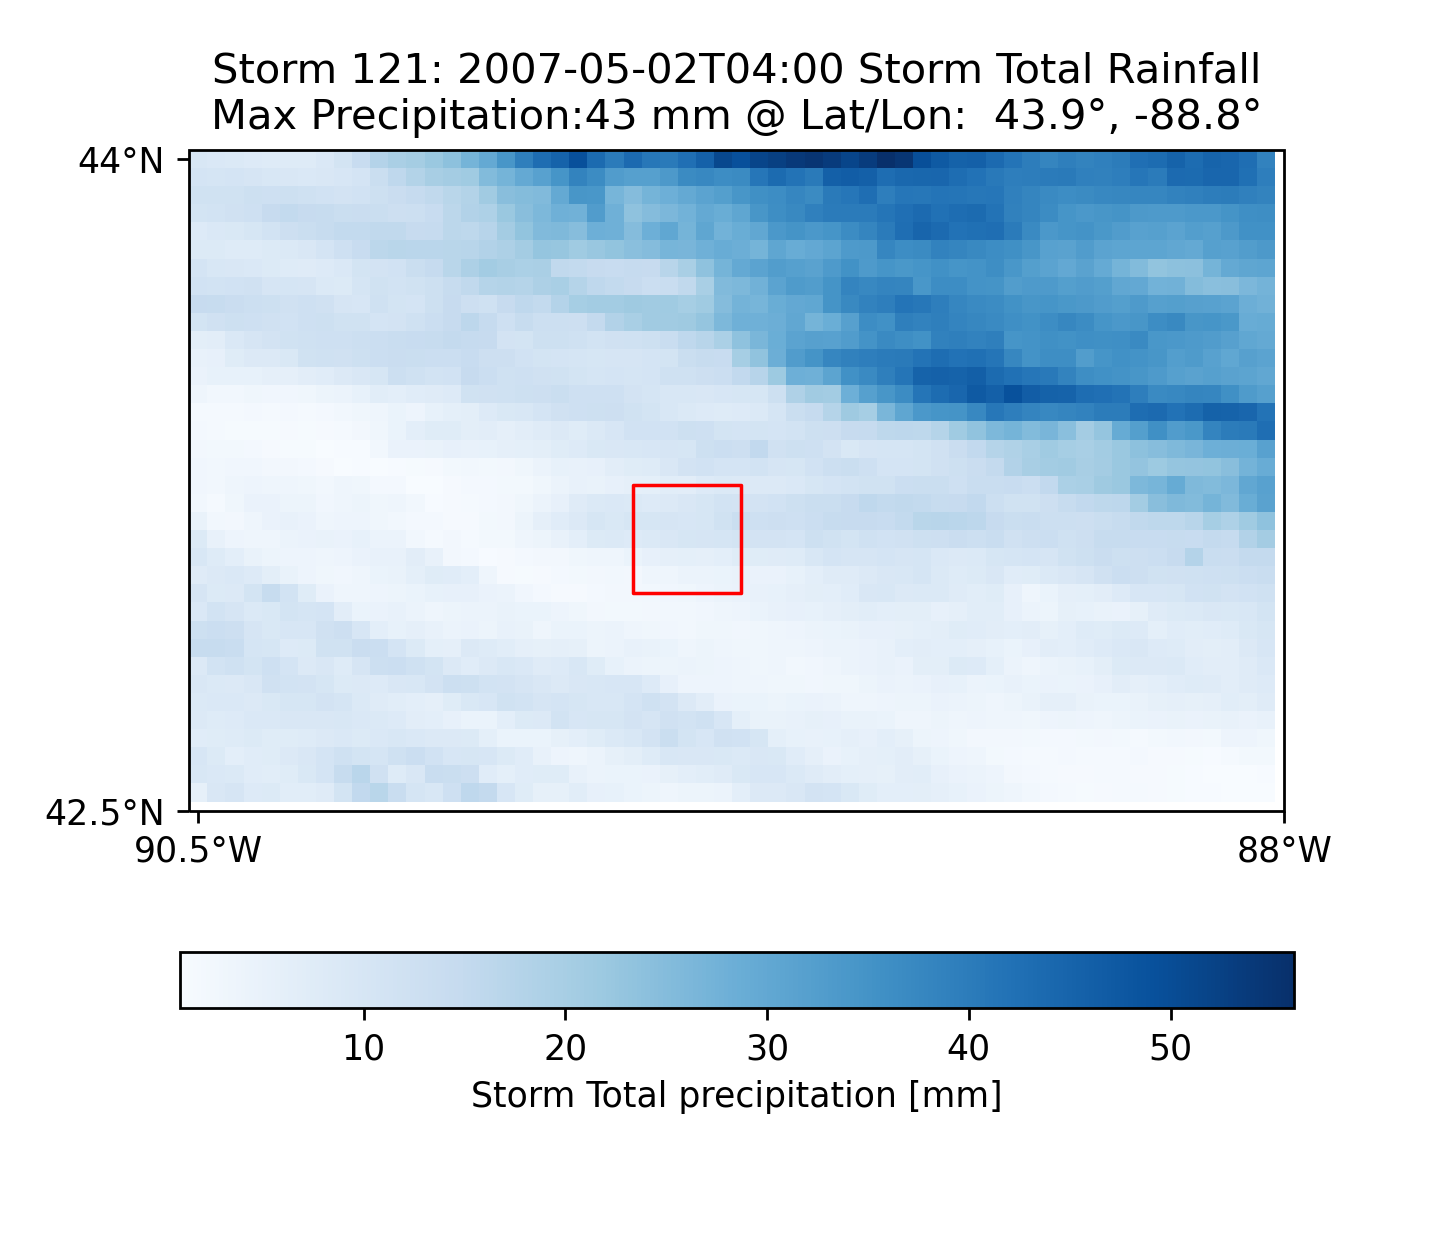 Storm 121: 2007-05-02T04:00 Storm Total Rainfall
Max Precipitation:43 mm @ Lat/Lon:  43.9°, -88.8°
44°N
42.5°N
90.5°W 88°W
10 20 30 40 50
Storm Total precipitation [mm]